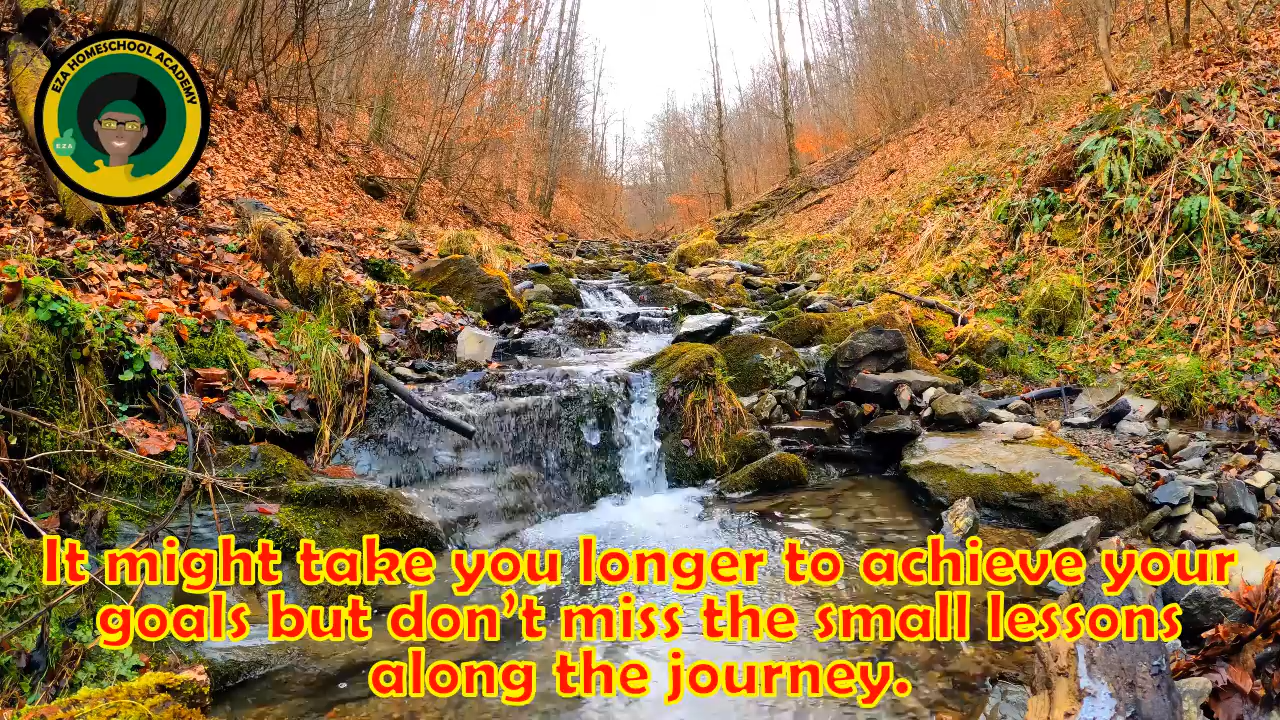 EZA HOMESCHOOL ACADEMY
EZA
It might take you longer to achieve your
goals but don’t miss the small lessons
along the journey.